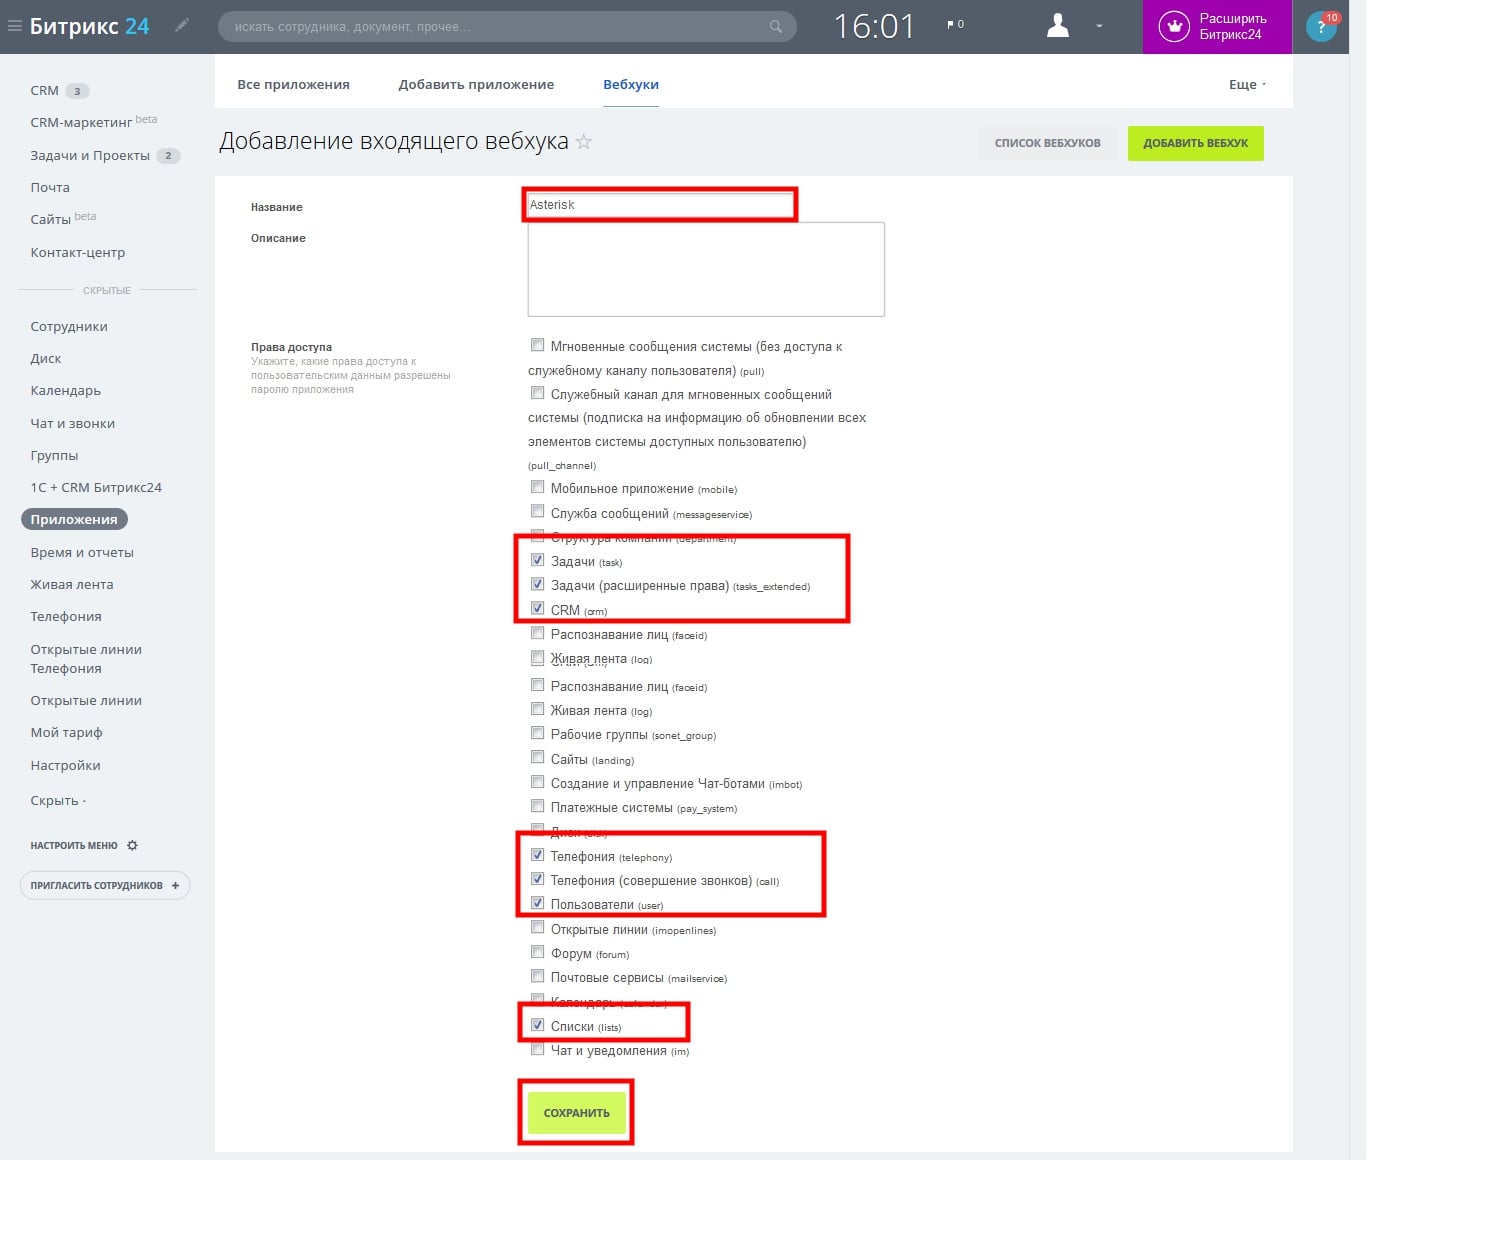 Битрикс 24
искать сотрудника, документ, прочее...
16:01
0
Расширить
Битрикс24
?
10
CRM 3
CRM-маркетинг beta
Задачи и Проекты 2
Почта
Сайты beta
Контакт-центр
СКРЫТЫЕ
Сотрудники
Диск
Календарь
Чат и звонки
Группы
1С + CRM Битрикс24
Приложения
Время и отчеты
Живая лента
Телефония
Открытые линии
Телефония
Открытые линии
Мой тариф
Настройки
Скрыть ·
НАСТРОИТЬ МЕНЮ
ПРИГЛАСИТЬ СОТРУДНИКОВ +
Все приложения
Добавить приложение
Вебхуки
Еще
Добавление входящего вебхука
СПИСОК ВЕБХУКОВ
ДОБАВИТЬ ВЕБХУК
Название
Asterisk
Описание
Права доступа
Укажите, какие права доступа к
пользовательским данным разрешены
паролю приложения
Мгновенные сообщения системы (без доступа к
служебному каналу пользователя) (pull)
Служебный канал для мгновенных сообщений
системы (подписка на информацию об обновлении всех
элементов системы доступных пользователю)
(pull_channel)
Мобильное приложение (mobile)
Служба сообщений (messageservice)
Структура компании (department)
Задачи (task)
Задачи (расширенные права) (tasks_extended)
CRM (crm)
Распознавание лиц (faceid)
Живая лента (log)
Распознавание лиц (faceid)
Живая лента (log)
Рабочие группы (sonet_group)
Сайты (landing)
Создание и управление Чат-ботами (imbot)
Платежные системы (pay_system)
Диск (disk)
Телефония (telephony)
Телефония (совершение звонков) (call)
Пользователи (user)
Открытые линии (imopenlines)
Форум (forum)
Почтовые сервисы (mailservice)
Календарь (calendar)
Списки (lists)
Чат и уведомления (im)
СОХРАНИТЬ